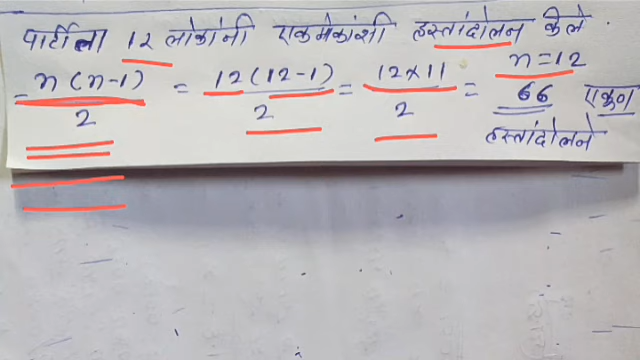 पार्टीला 12 लोकांनी एकमेकांशी हस्तांदोलन केले.
n = 12
= n(n-1)/2 = 12(12-1)/2 = 12×11/2 = 66 एकूण
हस्तांदोलने